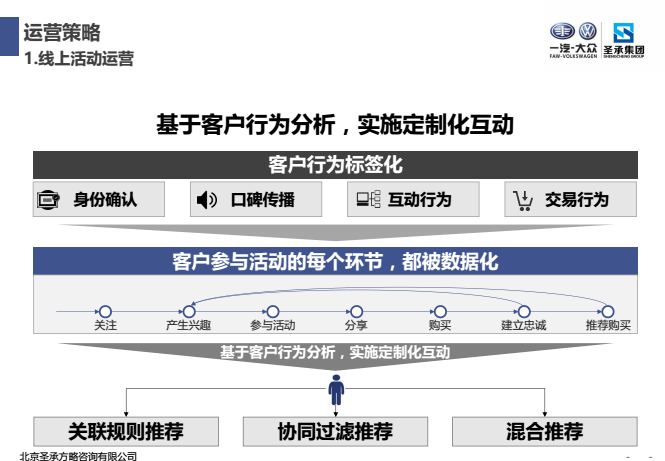 运营策略
1.线上活动运营
一汽-大众
FAW-VOLKSWAGEN
圣承集团
SHENGCHENG GROUP
基于客户行为分析，实施定制化互动
客户行为标签化
身份确认 口碑传播 互动行为 交易行为
客户参与活动的每个环节，都被数据化
关注 产生兴趣 参与活动 分享 购买 建立忠诚 推荐购买
基于客户行为分析，实施定制化互动
关联规则推荐 协同过滤推荐 混合推荐
北京圣承方略咨询有限公司